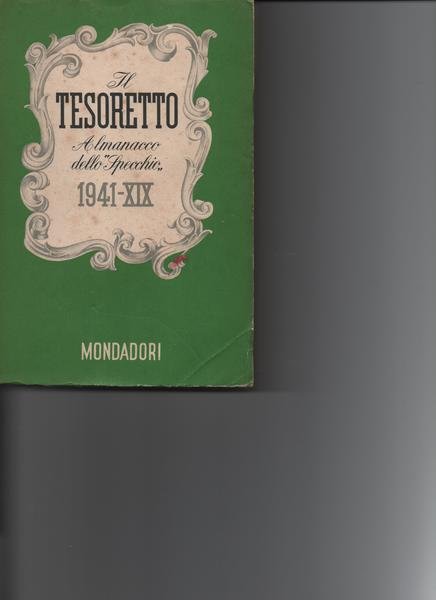 Il
TESORETTO
Almanacco
dello "Specchio„
1941-XIX
MONDADORI